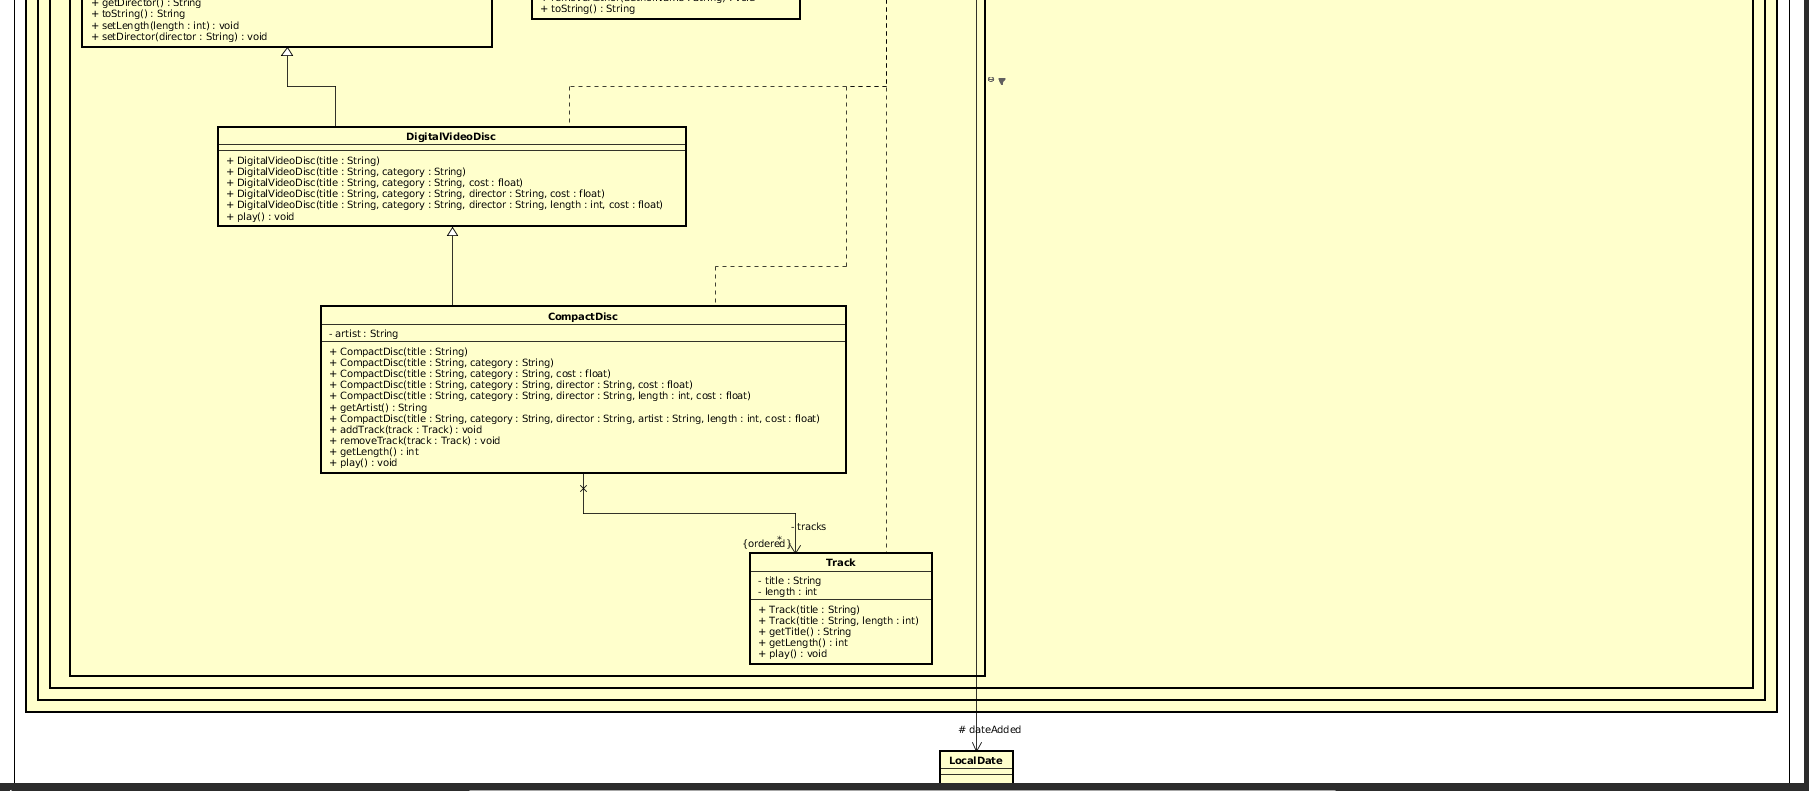 + getDirector() : String
+ toString() : String
+ setLength(length : int) : void
+ setDirector(director : String) : void
+ toString() : String
DigitalVideoDisc
+ DigitalVideoDisc(title : String)
+ DigitalVideoDisc(title : String, category : String)
+ DigitalVideoDisc(title : String, category : String, cost : float)
+ DigitalVideoDisc(title : String, category : String, director : String, cost : float)
+ DigitalVideoDisc(title : String, category : String, director : String, length : int, cost : float)
+ play() : void
CompactDisc
- artist : String
+ CompactDisc(title : String)
+ CompactDisc(title : String, category : String)
+ CompactDisc(title : String, category : String, cost : float)
+ CompactDisc(title : String, category : String, director : String, cost : float)
+ CompactDisc(title : String, category : String, director : String, length : int, cost : float)
+ getArtist() : String
+ CompactDisc(title : String, category : String, director : String, artist : String, length : int, cost : float)
+ addTrack(track : Track) : void
+ removeTrack(track : Track) : void
+ getLength() : int
+ play() : void
- tracks
*
{ordered}
Track
- title : String
- length : int
+ Track(title : String)
+ Track(title : String, length : int)
+ getTitle() : String
+ getLength() : int
+ play() : void
# dateAdded
LocalDate